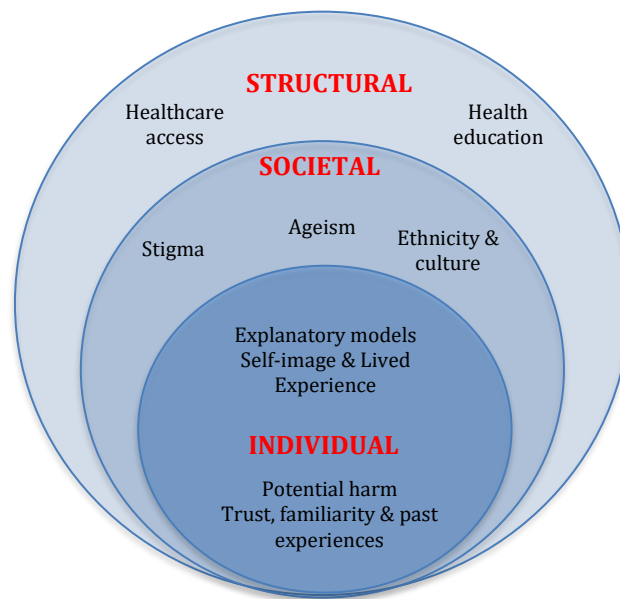 STRUCTURAL
Healthcare
access
Health
education
SOCIETAL
Stigma
Ageism
Ethnicity &
culture
Explanatory models
Self-image & Lived
Experience
INDIVIDUAL
Potential harm
Trust, familiarity & past
experiences